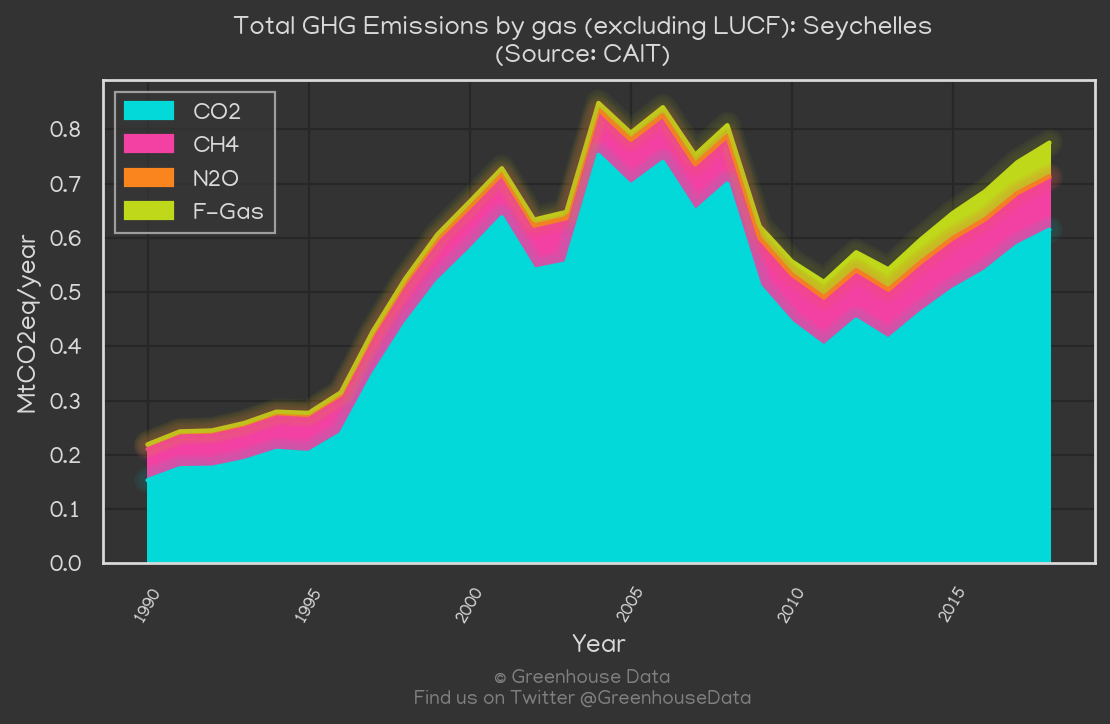 Total GHG Emissions by gas (excluding LUCF): Seychelles
(Source: CAIT)
CO2
CH4
N2O
F-Gas
MtCO2eq/year
0.8
0.7
0.6
0.5
0.4
0.3
0.2
0.1
0.0
1990
1995
2000
2005
2010
2015
Year
© Greenhouse Data
Find us on Twitter @GreenhouseData